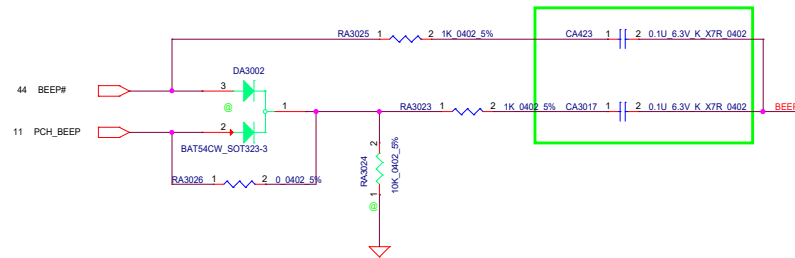 RA3025 1 2 1K_0402_5% CA423 1 2 0.1U_6.3V_K_X7R_0402
DA3002
44 BEEP# 3
@ 1 RA3023 1 2 1K_0402_5% CA3017 1 2 0.1U_6.3V_K_X7R_0402 BEEP
11 PCH_BEEP 2
BAT54CW_SOT323-3
2
RA3024
10K_0402_5%
RA3026 1 2 0_0402_5%
1
@